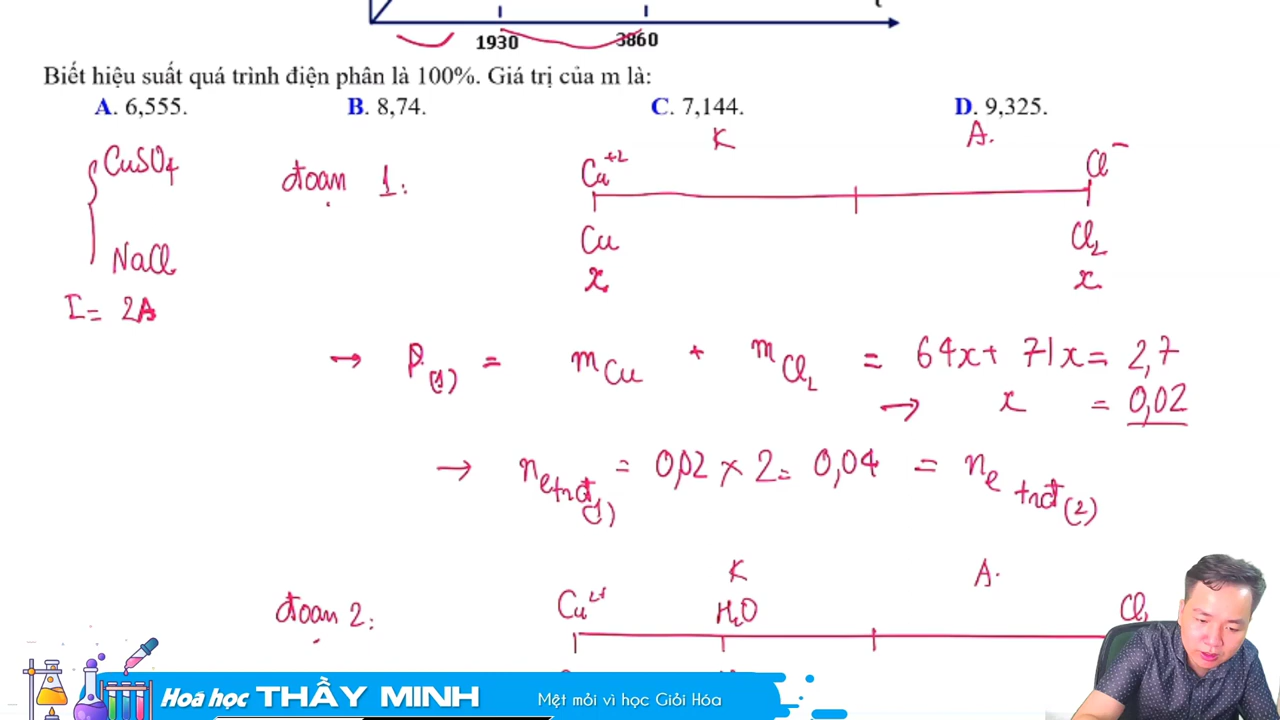 t
1930 3860
Biết hiệu suất quá trình điện phân là 100%. Giá trị của m là:
A. 6,555. B. 8,74. C. 7,144. D. 9,325.
K A.
CuSO4 đoạn 1: Cu+2 Cl−
NaCl Cu Cl2
x x
I = 2A
→ P(1) = mCu + mCl2 = 64x + 71x = 2,7
→ x = 0,02
→ ne trđ(1) = 0,02 × 2 = 0,04 = ne trđ(2)
K A.
đoạn 2: Cu2+ H2O
Hoá học THẦY MINH Mệt mỏi vì học Giỏi Hóa